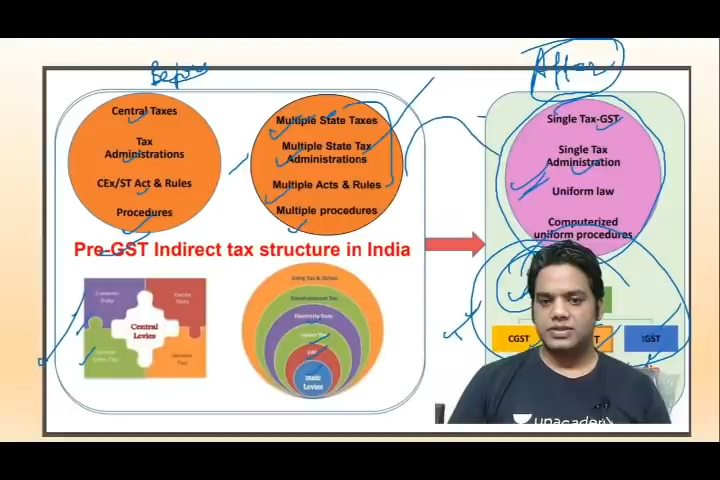 Before
After
Central Taxes
Tax
Administrations
CEx/ST Act & Rules
Procedures
Multiple State Taxes
Multiple State Tax
Administrations
Multiple Acts & Rules
Multiple procedures
Single Tax-GST
Single Tax
Administration
Uniform law
Computerized
uniform procedures
Pre-GST Indirect tax structure in India
Customs
Duty
Excise
Duty
Central
Levies
Central
Sales Tax
Service
Tax
Entry Tax & Octroi
Entertainment Tax
Electricity Duty
Luxury Tax
VAT
State
Levies
CGST
IGST
unacademy